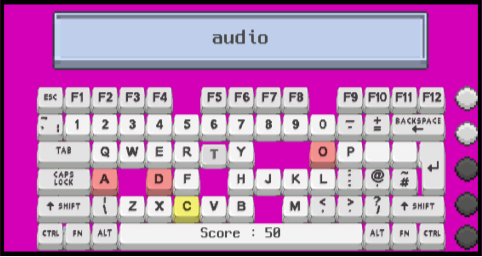 audio
ESC F1 F2 F3 F4 F5 F6 F7 F8 F9 F10 F11 F12
~ 1 2 3 4 5 6 7 8 9 0 - + = BACKSPACE
TAB Q W E R T Y O P
CAPS LOCK A D F H J K L : @ ~ #
SHIFT Z X C V B M < > ? / SHIFT
CTRL FN ALT Score : 50 ALT FN CTRL